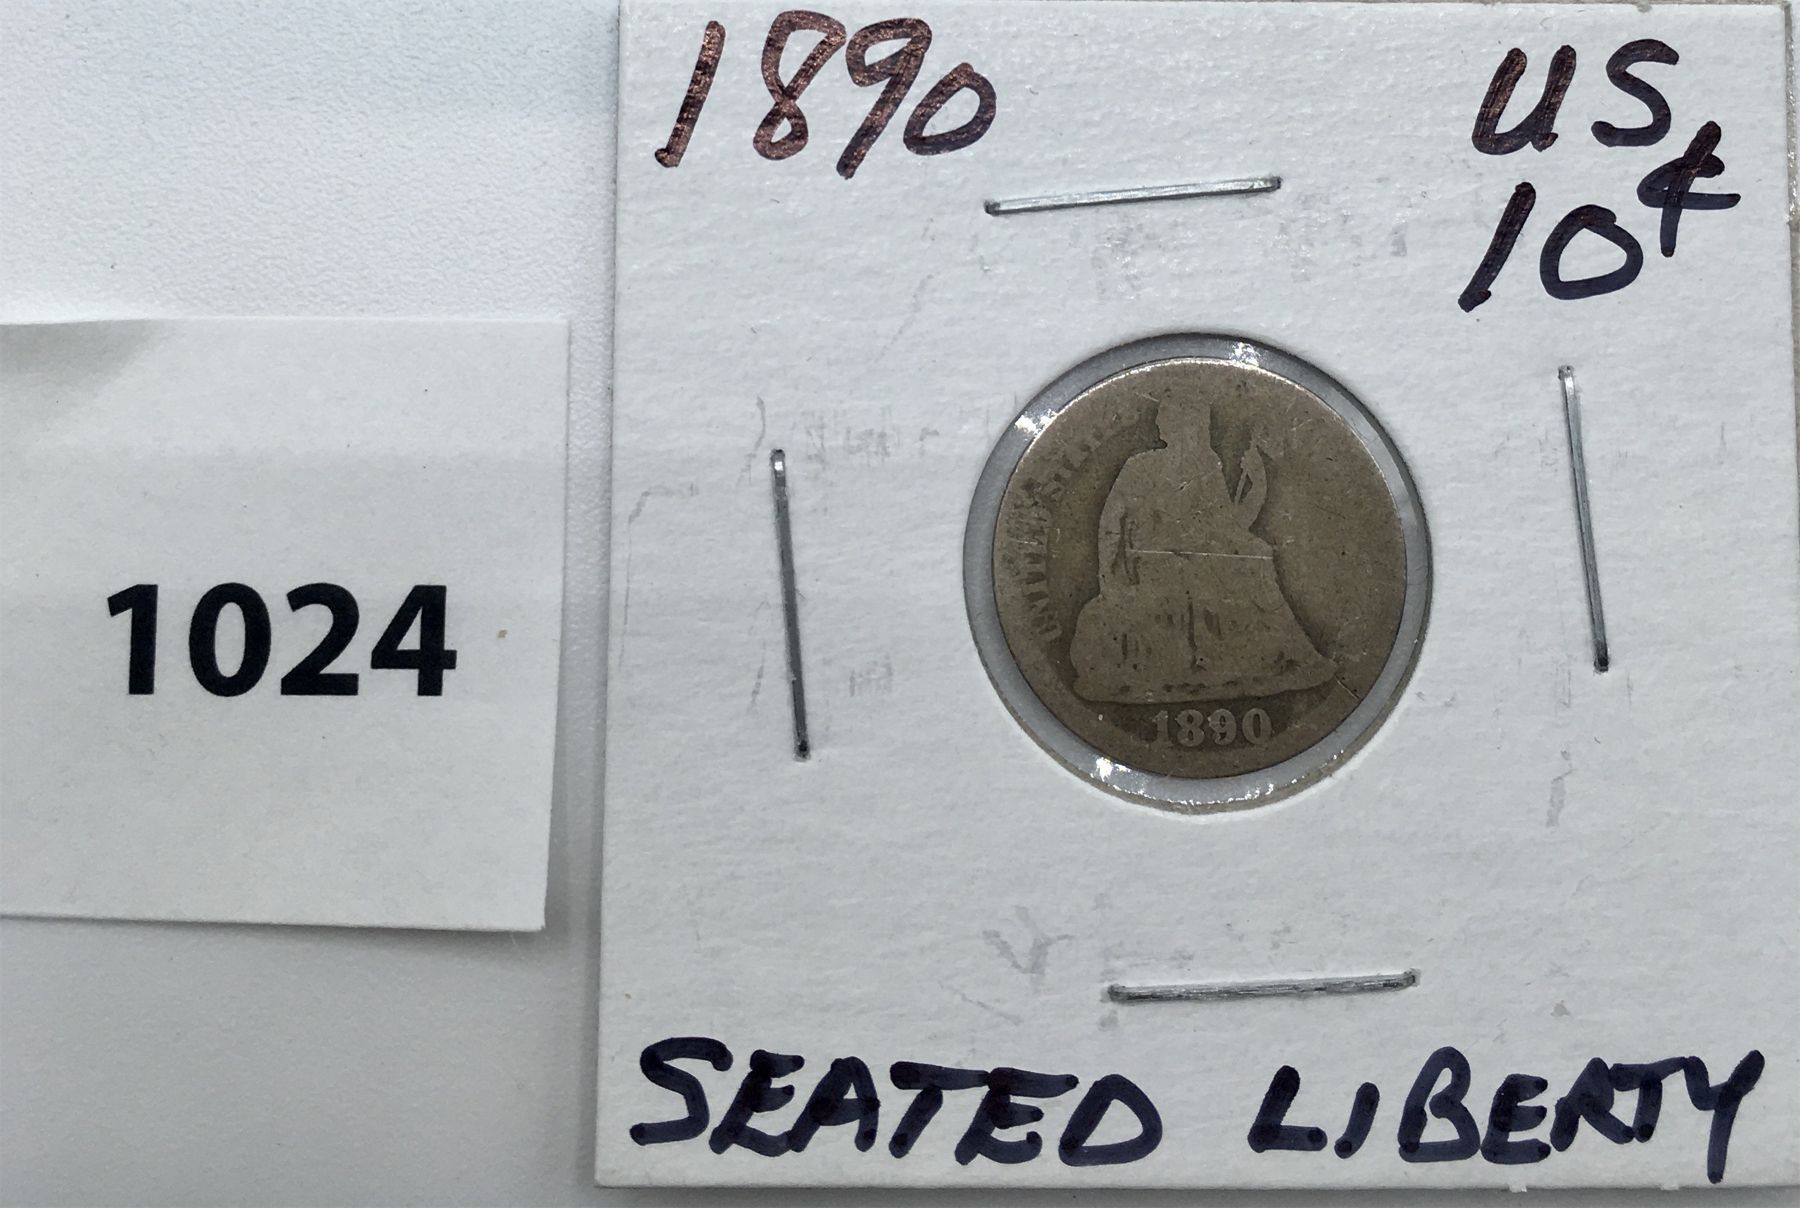 1890
US
10¢
1024
UNITED STATES
1890
SEATED LIBERTY